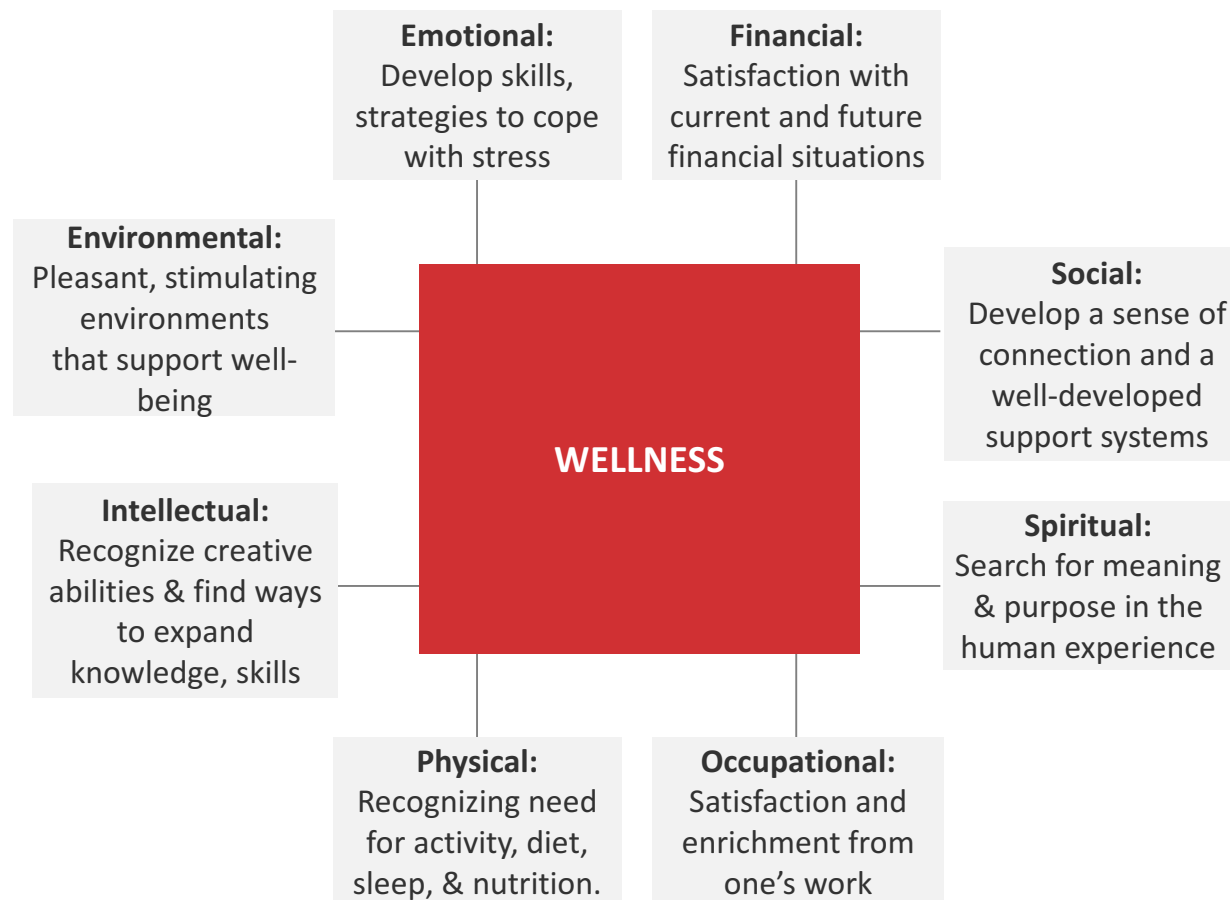 Emotional:
Develop skills,
strategies to cope
with stress
Financial:
Satisfaction with
current and future
financial situations
Environmental:
Pleasant, stimulating
environments
that support well-
being
Social:
Develop a sense of
connection and a
well-developed
support systems
WELLNESS
Intellectual:
Recognize creative
abilities & find ways
to expand
knowledge, skills
Spiritual:
Search for meaning
& purpose in the
human experience
Physical:
Recognizing need
for activity, diet,
sleep, & nutrition.
Occupational:
Satisfaction and
enrichment from
one’s work